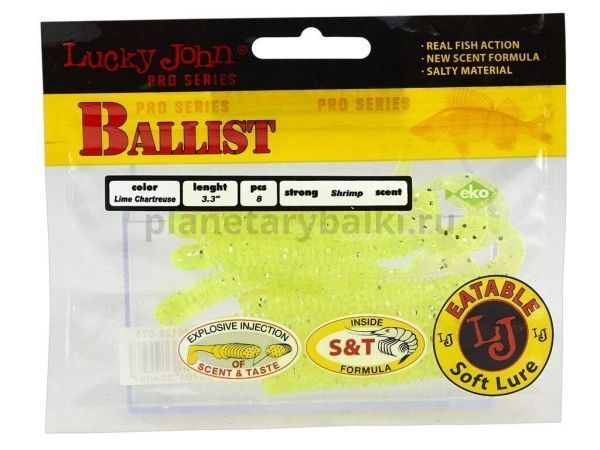 Lucky John®
PRO SERIES
• REAL FISH ACTION
• NEW SCENT FORMULA
• SALTY MATERIAL
PRO SERIES
PRO SERIES
BALLIST
color
Lime Chartreuse
lenght
3.3"
pcs
8
strong Shrimp scent
eko
planetarybalki.ru
EXPLOSIVE INJECTION
OF
SCENT & TASTE
INSIDE
S&T
FORMULA
EATABLE
LJ
LJ
LJ
Soft Lure